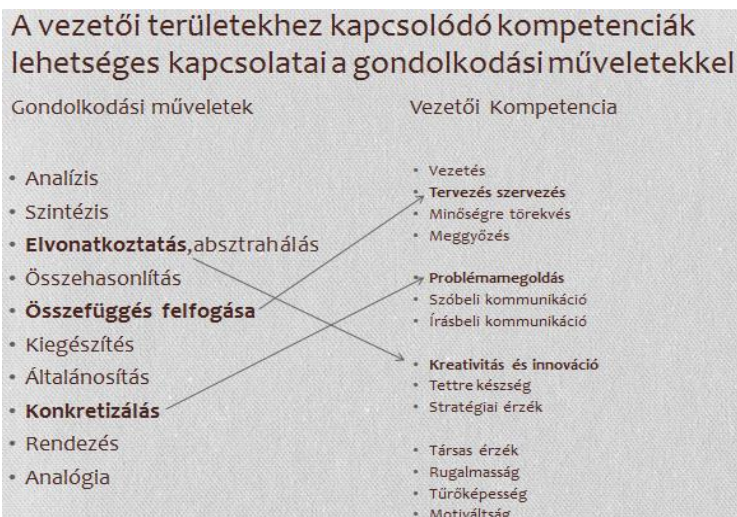 A vezetői területekhez kapcsolódó kompetenciák
lehetséges kapcsolatai a gondolkodási műveletekkel
Gondolkodási műveletek
• Analízis
• Szintézis
• Elvonatkoztatás,absztrahálás
• Összehasonlítás
• Összefüggés felfogása
• Kiegészítés
• Általánosítás
• Konkretizálás
• Rendezés
• Analógia
Vezetői Kompetencia
• Vezetés
• Tervezés szervezés
• Minőségre törekvés
• Meggyőzés
• Problémamegoldás
• Szóbeli kommunikáció
• Írásbeli kommunikáció
• Kreativitás és innováció
• Tettre készség
• Stratégiai érzék
• Társas érzék
• Rugalmasság
• Tűrőképesség
• Motiváltság